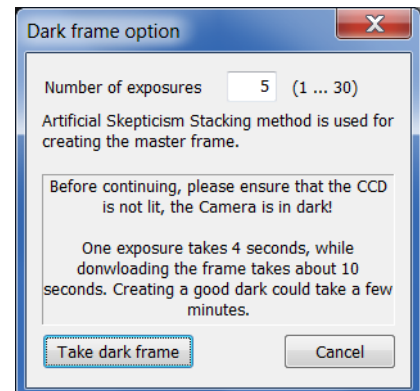 Dark frame option
Number of exposures 5 (1 ... 30)
Artificial Skepticism Stacking method is used for
creating the master frame.
Before continuing, please ensure that the CCD
is not lit, the Camera is in dark!
One exposure takes 4 seconds, while
donwloading the frame takes about 10
seconds. Creating a good dark could take a few
minutes.
Take dark frame Cancel